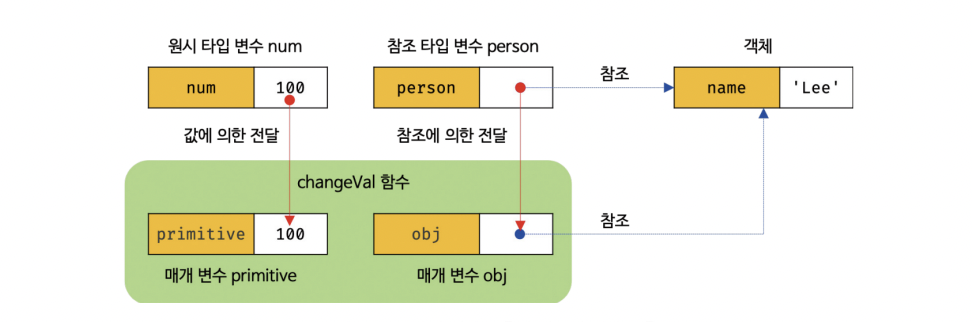 원시 타입 변수 num
참조 타입 변수 person
객체
num
100
person
참조
name
'Lee'
값에 의한 전달
참조에 의한 전달
changeVal 함수
primitive
100
obj
참조
매개 변수 primitive
매개 변수 obj